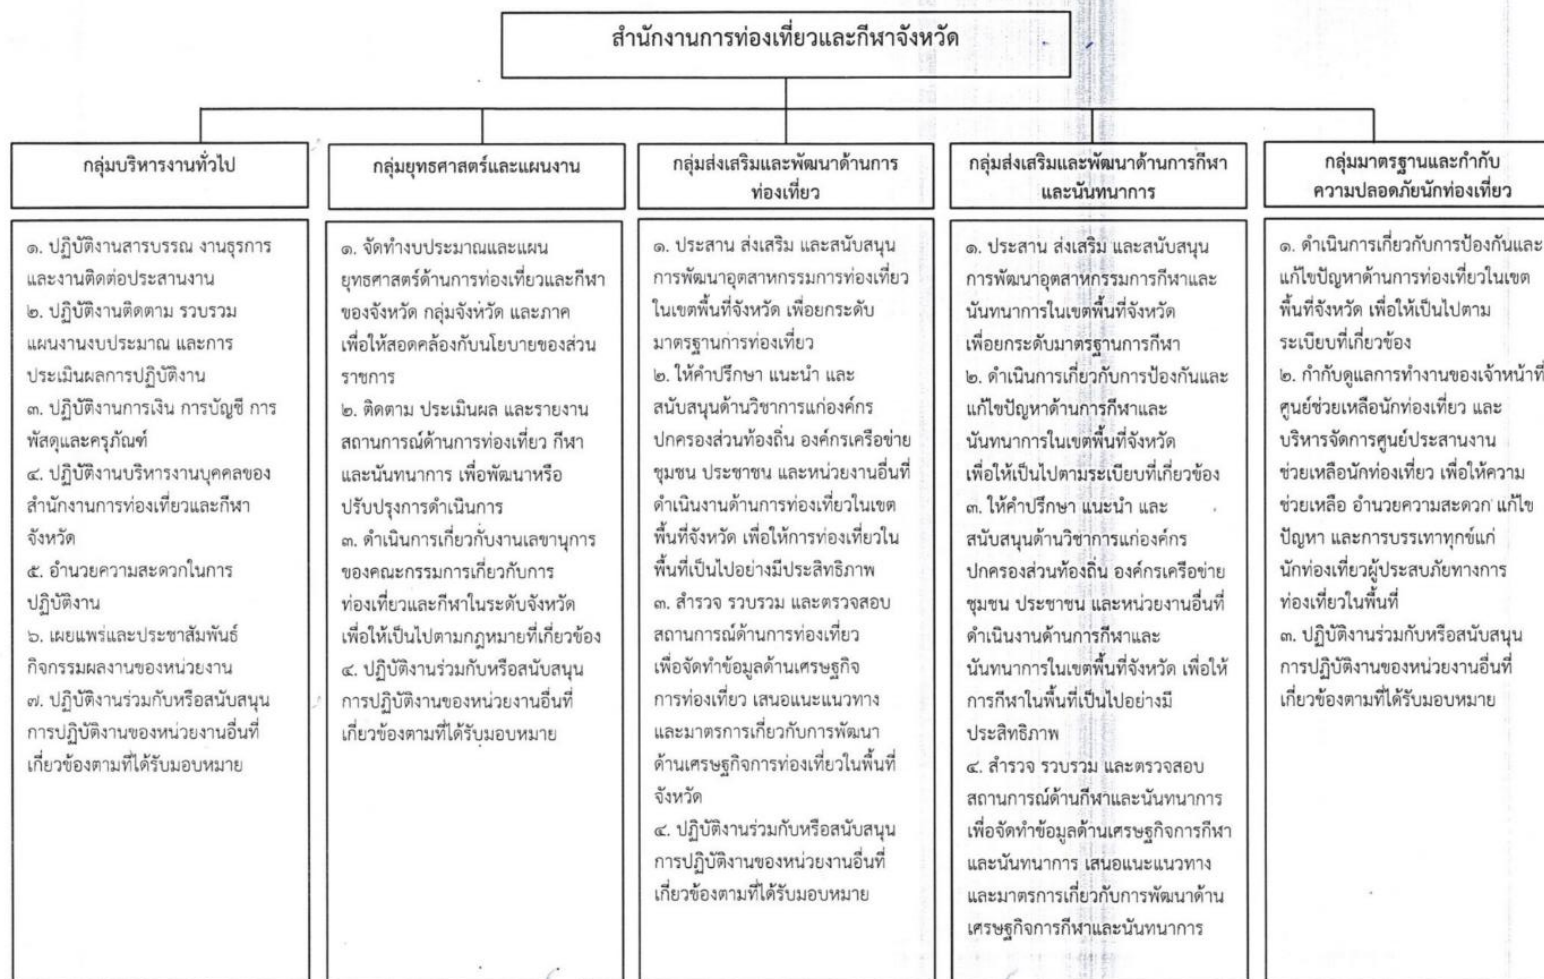 สำนักงานการท่องเที่ยวและกีฬาจังหวัด
กลุ่มบริหารงานทั่วไป
๑. ปฏิบัติงานสารบรรณ งานธุรการ
และงานติดต่อประสานงาน
๒. ปฏิบัติงานติดตาม รวบรวม
แผนงานงบประมาณ และการ
ประเมินผลการปฏิบัติงาน
๓. ปฏิบัติงานการเงิน การบัญชี การ
พัสดุและครุภัณฑ์
๔. ปฏิบัติงานบริหารงานบุคคลของ
สำนักงานการท่องเที่ยวและกีฬา
จังหวัด
๕. อำนวยความสะดวกในการ
ปฏิบัติงาน
๖. เผยแพร่และประชาสัมพันธ์
กิจกรรมผลงานของหน่วยงาน
๗. ปฏิบัติงานร่วมกับหรือสนับสนุน
การปฏิบัติงานของหน่วยงานอื่นที่
เกี่ยวข้องตามที่ได้รับมอบหมาย
กลุ่มยุทธศาสตร์และแผนงาน
๑. จัดทำงบประมาณและแผน
ยุทธศาสตร์ด้านการท่องเที่ยวและกีฬา
ของจังหวัด กลุ่มจังหวัด และภาค
เพื่อให้สอดคล้องกับนโยบายของส่วน
ราชการ
๒. ติดตาม ประเมินผล และรายงาน
สถานการณ์ด้านการท่องเที่ยว กีฬา
และนันทนาการ เพื่อพัฒนาหรือ
ปรับปรุงการดำเนินการ
๓. ดำเนินการเกี่ยวกับงานเลขานุการ
ของคณะกรรมการเกี่ยวกับการ
ท่องเที่ยวและกีฬาในระดับจังหวัด
เพื่อให้เป็นไปตามกฎหมายที่เกี่ยวข้อง
๔. ปฏิบัติงานร่วมกับหรือสนับสนุน
การปฏิบัติงานของหน่วยงานอื่นที่
เกี่ยวข้องตามที่ได้รับมอบหมาย
กลุ่มส่งเสริมและพัฒนาด้านการ
ท่องเที่ยว
๑. ประสาน ส่งเสริม และสนับสนุน
การพัฒนาอุตสาหกรรมการท่องเที่ยว
ในเขตพื้นที่จังหวัด เพื่อยกระดับ
มาตรฐานการท่องเที่ยว
๒. ให้คำปรึกษา แนะนำ และ
สนับสนุนด้านวิชาการแก่องค์กร
ปกครองส่วนท้องถิ่น องค์กรเครือข่าย
ชุมชน ประชาชน และหน่วยงานอื่นที่
ดำเนินงานด้านการท่องเที่ยวในเขต
พื้นที่จังหวัด เพื่อให้การท่องเที่ยวใน
พื้นที่เป็นไปอย่างมีประสิทธิภาพ
๓. สำรวจ รวบรวม และตรวจสอบ
สถานการณ์ด้านการท่องเที่ยว
เพื่อจัดทำข้อมูลด้านเศรษฐกิจ
การท่องเที่ยว เสนอแนะแนวทาง
และมาตรการเกี่ยวกับการพัฒนา
ด้านเศรษฐกิจการท่องเที่ยวในพื้นที่
จังหวัด
๔. ปฏิบัติงานร่วมกับหรือสนับสนุน
การปฏิบัติงานของหน่วยงานอื่นที่
เกี่ยวข้องตามที่ได้รับมอบหมาย
กลุ่มส่งเสริมและพัฒนาด้านการกีฬา
และนันทนาการ
๑. ประสาน ส่งเสริม และสนับสนุน
การพัฒนาอุตสาหกรรมการกีฬาและ
นันทนาการในเขตพื้นที่จังหวัด
เพื่อยกระดับมาตรฐานการกีฬา
๒. ดำเนินการเกี่ยวกับการป้องกันและ
แก้ไขปัญหาด้านการกีฬาและ
นันทนาการในเขตพื้นที่จังหวัด
เพื่อให้เป็นไปตามระเบียบที่เกี่ยวข้อง
๓. ให้คำปรึกษา แนะนำ และ
สนับสนุนด้านวิชาการแก่องค์กร
ปกครองส่วนท้องถิ่น องค์กรเครือข่าย
ชุมชน ประชาชน และหน่วยงานอื่นที่
ดำเนินงานด้านการกีฬาและ
นันทนาการในเขตพื้นที่จังหวัด เพื่อให้
การกีฬาในพื้นที่เป็นไปอย่างมี
ประสิทธิภาพ
๔. สำรวจ รวบรวม และตรวจสอบ
สถานการณ์ด้านกีฬาและนันทนาการ
เพื่อจัดทำข้อมูลด้านเศรษฐกิจการกีฬา
และนันทนาการ เสนอแนะแนวทาง
และมาตรการเกี่ยวกับการพัฒนาด้าน
เศรษฐกิจการกีฬาและนันทนาการ
กลุ่มมาตรฐานและกำกับ
ความปลอดภัยนักท่องเที่ยว
๑. ดำเนินการเกี่ยวกับการป้องกันและ
แก้ไขปัญหาด้านการท่องเที่ยวในเขต
พื้นที่จังหวัด เพื่อให้เป็นไปตาม
ระเบียบที่เกี่ยวข้อง
๒. กำกับดูแลการทำงานของเจ้าหน้าที่
ศูนย์ช่วยเหลือนักท่องเที่ยว และ
บริหารจัดการศูนย์ประสานงาน
ช่วยเหลือนักท่องเที่ยว เพื่อให้ความ
ช่วยเหลือ อำนวยความสะดวก แก้ไข
ปัญหา และการบรรเทาทุกข์แก่
นักท่องเที่ยวผู้ประสบภัยทางการ
ท่องเที่ยวในพื้นที่
๓. ปฏิบัติงานร่วมกับหรือสนับสนุน
การปฏิบัติงานของหน่วยงานอื่นที่
เกี่ยวข้องตามที่ได้รับมอบหมาย